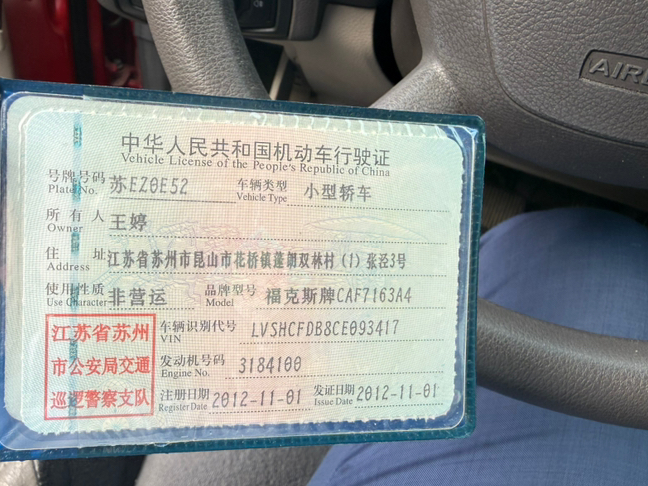 AIRB
中华人民共和国机动车行驶证
Vehicle License of the People's Republic of China
号牌号码 苏EZ0E52 车辆类型 小型轿车
Plate No. Vehicle Type
所有人 王婷
Owner
住址 江苏省苏州市昆山市花桥镇蓬朗双林村(1)张泾3号
Address
使用性质 非营运 品牌型号 福克斯牌CAF7163A4
Use Character Model
江苏省苏州
市公安局交通
巡逻警察支队
车辆识别代号 LVSHCFDB8CE093417
VIN
发动机号码 3184100
Engine No.
注册日期 2012-11-01 发证日期 2012-11-01
Register Date Issue Date